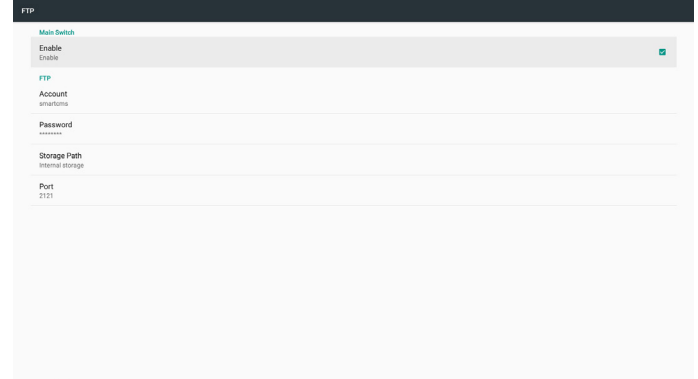 FTP
Main Switch
Enable
Enable
FTP
Account
smartcms
Password
********
Storage Path
Internal storage
Port
2121